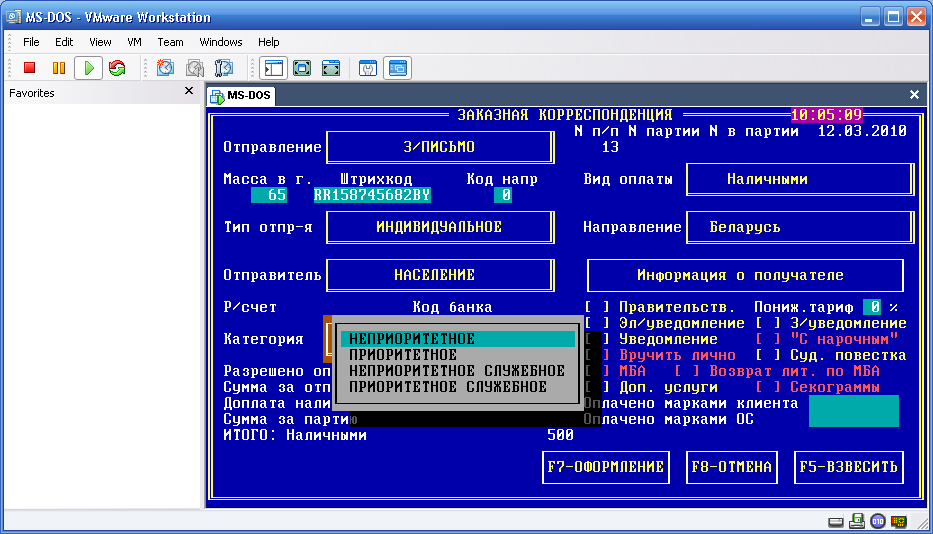 MS-DOS - VMware Workstation
File Edit View VM Team Windows Help
Favorites
MS-DOS
ЗАКАЗНАЯ КОРРЕСПОНДЕНЦИЯ 10:05:09
N п/п N партии N в партии 12.03.2010
Отправление З/ПИСЬМО 13
Масса в г. Штрихкод Код напр Вид оплаты Наличными
65 RR158745682BY 0
Тип отпр-я ИНДИВИДУАЛЬНОЕ Направление Беларусь
Отправитель НАСЕЛЕНИЕ Информация о получателе
Р/счет Код банка [ ] Правительств. Пониж.тариф 0 %
[ ] Эл/уведомление [ ] З/уведомление
Категория НЕПРИОРИТЕТНОЕ [ ] Уведомление [ ] "С нарочным"
ПРИОРИТЕТНОЕ [ ] Вручить лично [ ] Суд. повестка
Разрешено оп НЕПРИОРИТЕТНОЕ СЛУЖЕБНОЕ [ ] МБА [ ] Возврат лит. по МБА
Сумма за отп ПРИОРИТЕТНОЕ СЛУЖЕБНОЕ [ ] Доп. услуги [ ] Секограммы
Доплата нали Оплачено марками клиента
Сумма за партию Оплачено марками ОС
ИТОГО: Наличными 500
F7-ОФОРМЛЕНИЕ F8-ОТМЕНА F5-ВЗВЕСИТЬ